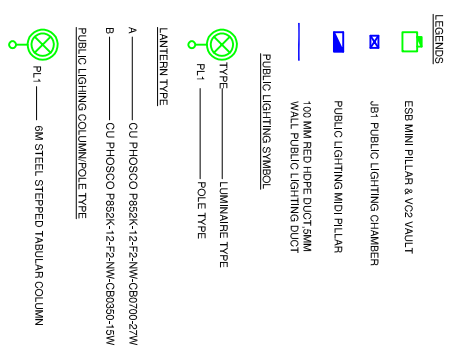 LEGENDS
ESB MINI PILLAR & VC2 VAULT
JB1 PUBLIC LIGHTING CHAMBER
PUBLIC LIGHTING MIDI PILLAR
100 MM RED HDPE DUCT,5MM
WALL PUBLIC LIGHTING DUCT
PUBLIC LIGHTING SYMBOL
TYPE LUMINAIRE TYPE
PL1 POLE TYPE
LANTERN TYPE
A CU PHOSCO P852K-12-F2-NW-CB0700-27W
B CU PHOSCO P852K-12-F2-NW-CB0350-15W
PUBLIC LIGHING COLUMN/POLE TYPE
PL1 6M STEEL STEPPED TABULAR COLUMN